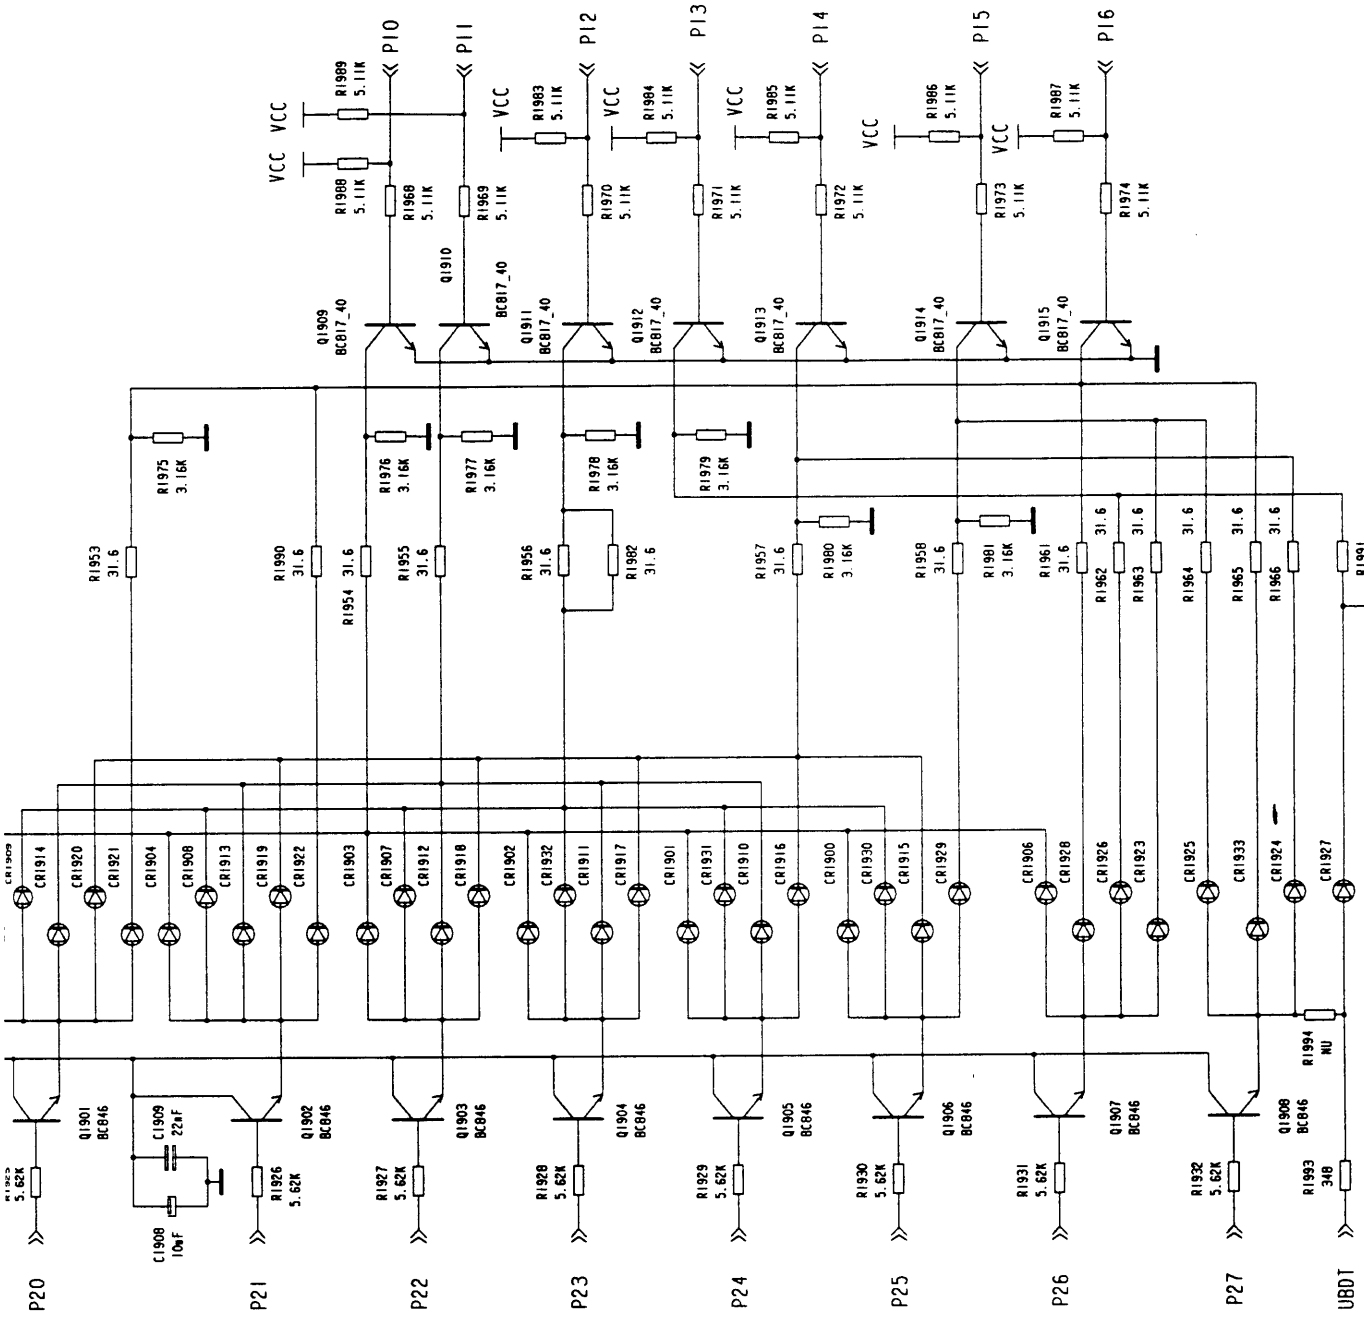 P10
P11
P12
P13
P14
P15
P16
R1989
5.11K
VCC
R1988
5.11K
VCC
R1983
5.11K
VCC
R1984
5.11K
VCC
R1985
5.11K
VCC
R1986
5.11K
VCC
R1987
5.11K
VCC
R1968
5.11K
R1969
5.11K
R1970
5.11K
R1971
5.11K
R1972
5.11K
R1973
5.11K
R1974
5.11K
Q1909
BC817_40
Q1910
BC817_40
Q1911
BC817_40
Q1912
BC817_40
Q1913
BC817_40
Q1914
BC817_40
Q1915
BC817_40
R1975
3.16K
R1976
3.16K
R1977
3.16K
R1978
3.16K
R1979
3.16K
R1980
3.16K
R1981
3.16K
R1953
31.6
R1990
31.6
R1954
31.6
R1955
31.6
R1956
31.6
R1982
31.6
R1957
31.6
R1958
31.6
R1961
31.6
R1962
31.6
R1963
31.6
R1964
31.6
R1965
31.6
R1966
31.6
R1991
CR1909
CR1914
CR1920
CR1921
CR1904
CR1908
CR1913
CR1919
CR1922
CR1903
CR1907
CR1912
CR1918
CR1902
CR1932
CR1911
CR1917
CR1901
CR1931
CR1910
CR1916
CR1900
CR1930
CR1915
CR1929
CR1906
CR1928
CR1926
CR1923
CR1925
CR1933
CR1924
CR1927
R1994
NU
Q1901
BC846
C1909
22nF
Q1902
BC846
Q1903
BC846
Q1904
BC846
Q1905
BC846
Q1906
BC846
Q1907
BC846
Q1908
BC846
R1925
5.62K
C1908
10uF
R1926
5.62K
R1927
5.62K
R1928
5.62K
R1929
5.62K
R1930
5.62K
R1931
5.62K
R1932
5.62K
R1993
348
P20
P21
P22
P23
P24
P25
P26
P27
UBDT